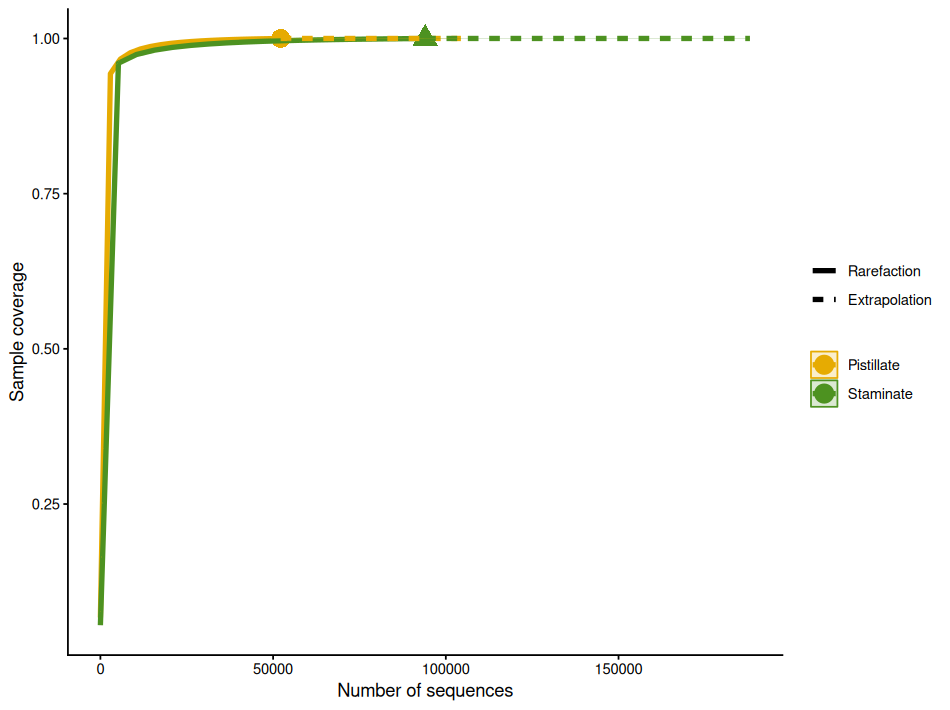 1.00
0.75
0.50
0.25
Sample coverage
0
50000
100000
150000
Number of sequences
Rarefaction
Extrapolation
Pistillate
Staminate